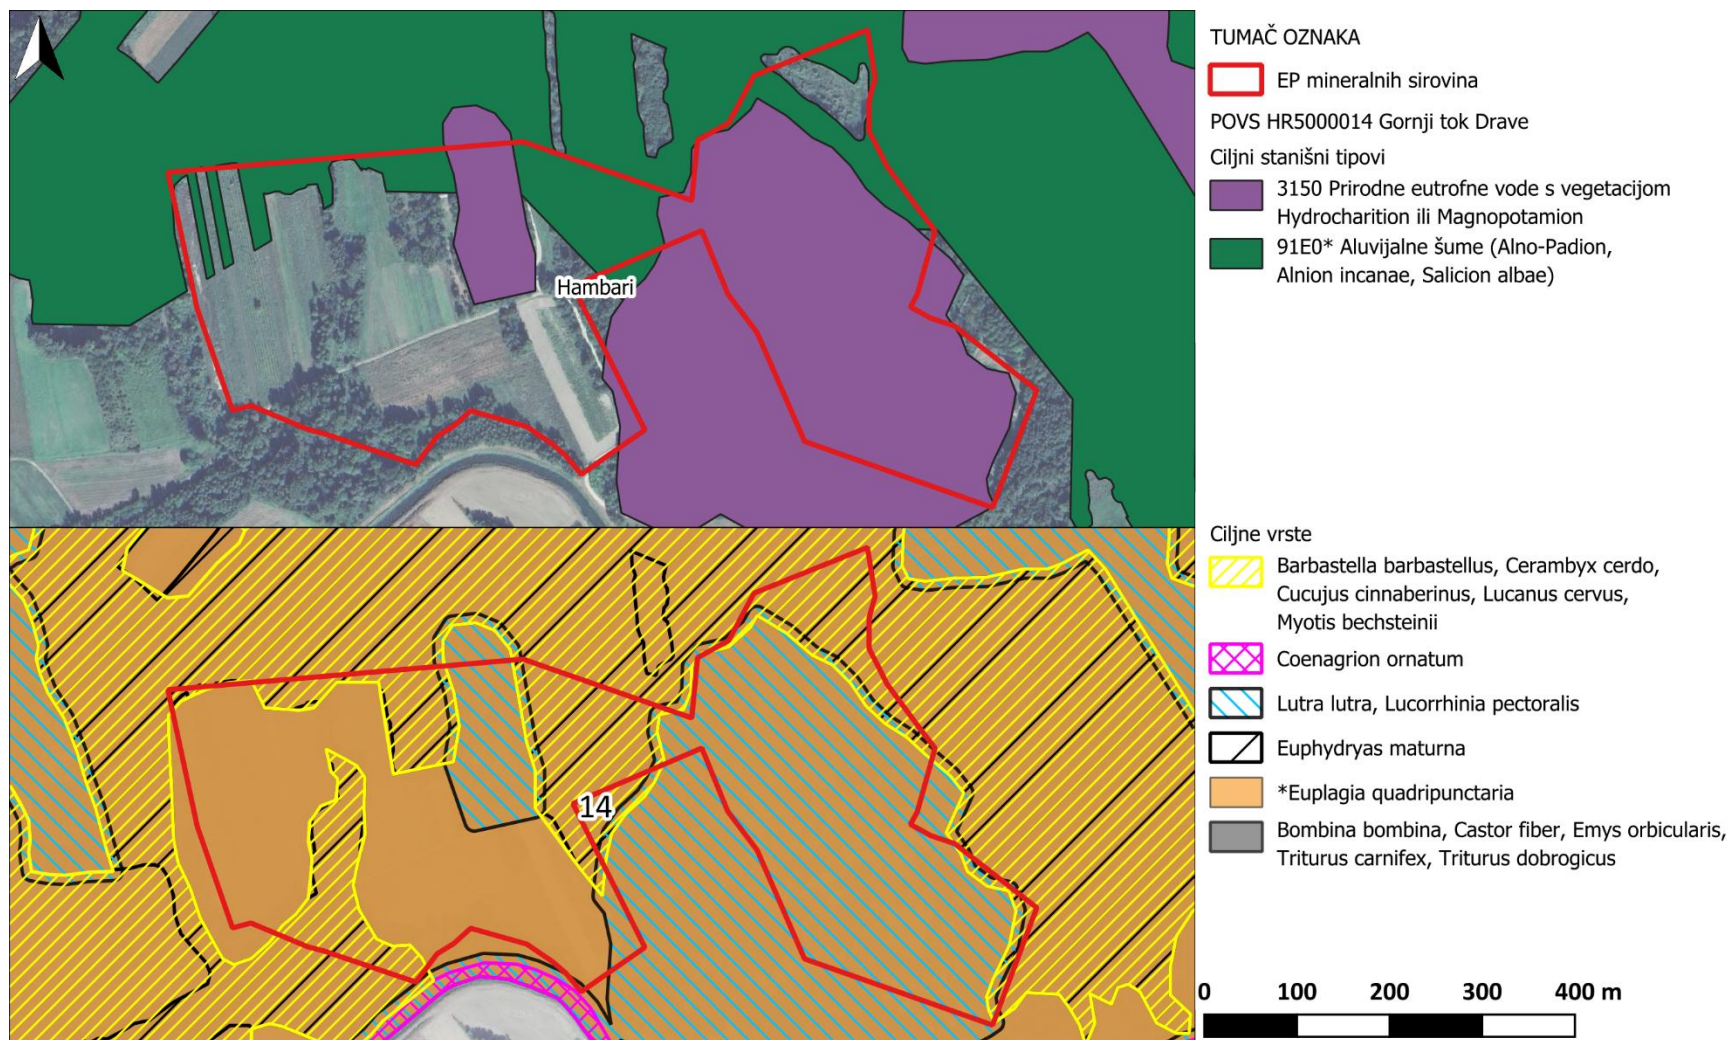 TUMAČ OZNAKA
EP mineralnih sirovina
POVS HR5000014 Gornji tok Drave
Ciljni stanišni tipovi
3150 Prirodne eutrofne vode s vegetacijom
Hydrocharition ili Magnopotamion
91E0* Aluvijalne šume (Alno-Padion,
Alnion incanae, Salicion albae)
Hambari
Ciljne vrste
Barbastella barbastellus, Cerambyx cerdo,
Cucujus cinnaberinus, Lucanus cervus,
Myotis bechsteinii
Coenagrion ornatum
Lutra lutra, Lucorrhinia pectoralis
Euphydryas maturna
*Euplagia quadripunctaria
Bombina bombina, Castor fiber, Emys orbicularis,
Triturus carnifex, Triturus dobrogicus
14
0 100 200 300 400 m